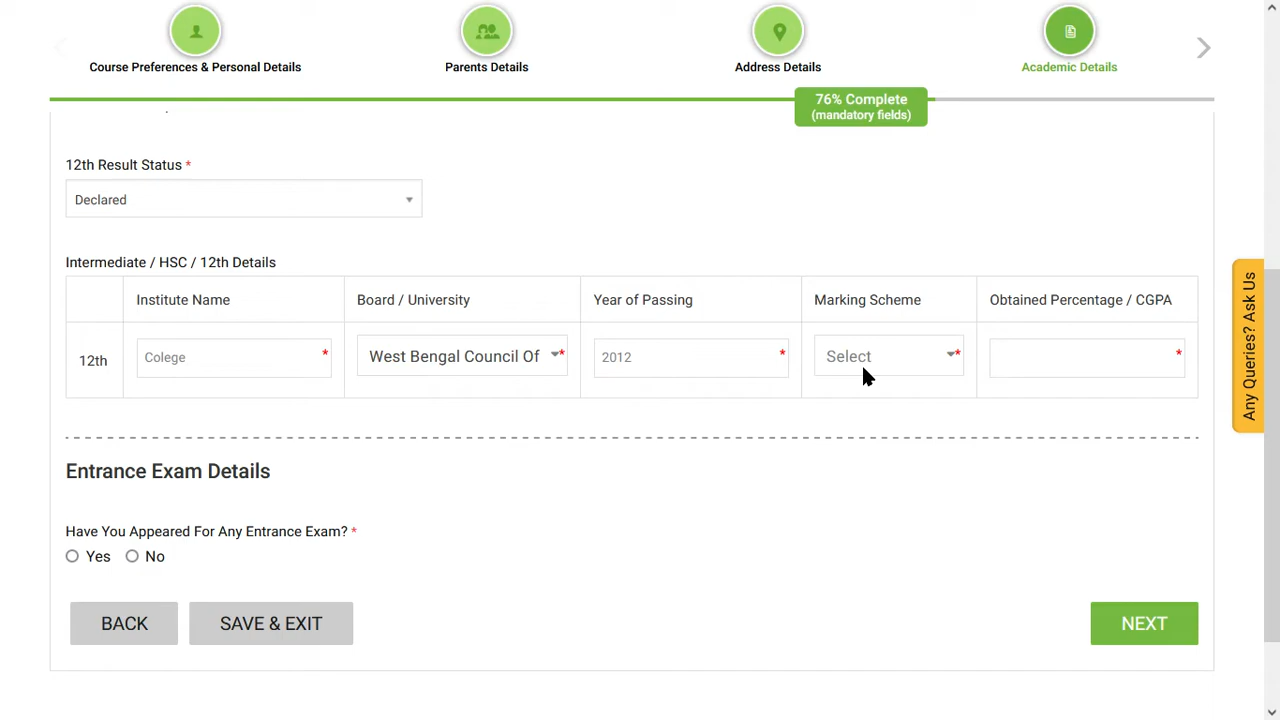 Course Preferences & Personal Details
Parents Details
Address Details
Academic Details
76% Complete
(mandatory fields)
12th Result Status *
Declared
Intermediate / HSC / 12th Details
Institute Name
Board / University
Year of Passing
Marking Scheme
Obtained Percentage / CGPA
12th
Colege *
West Bengal Council Of *
2012 *
Select *
*
Entrance Exam Details
Have You Appeared For Any Entrance Exam? *
Yes
No
BACK
SAVE & EXIT
NEXT
Any Queries? Ask Us